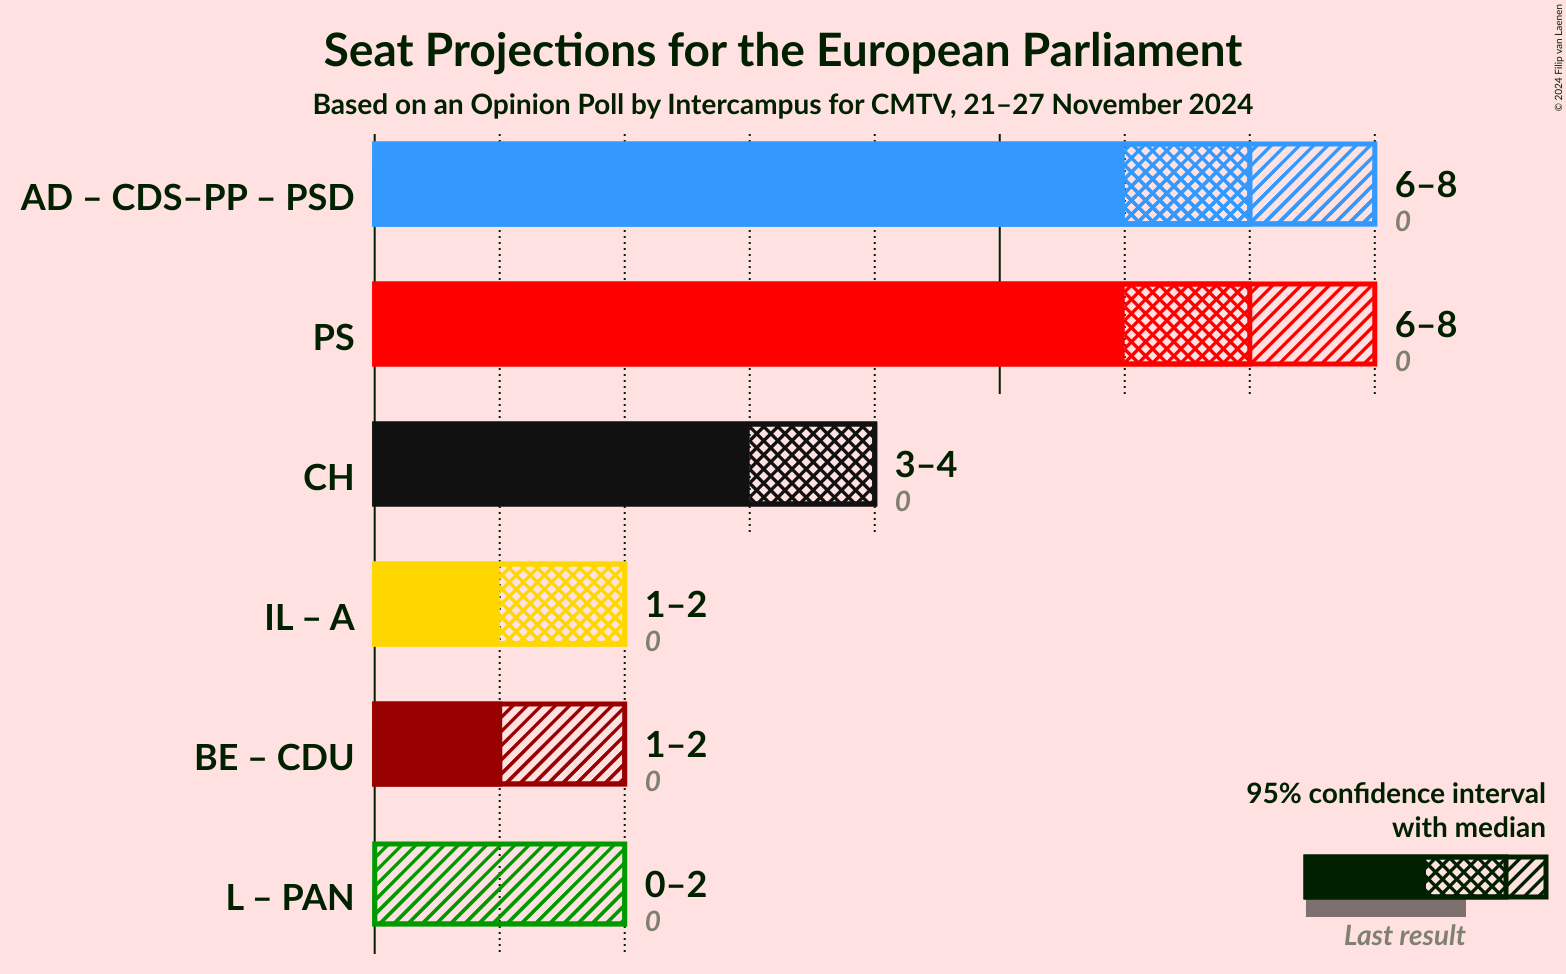 Seat Projections for the European Parliament
Based on an Opinion Poll by Intercampus for CMTV, 21–27 November 2024
© 2024 Filip van Laenen
AD – CDS–PP – PSD
6–8
0
PS
6–8
0
CH
3–4
0
IL – A
1–2
0
BE – CDU
1–2
0
L – PAN
0–2
0
95% confidence interval
with median
Last result